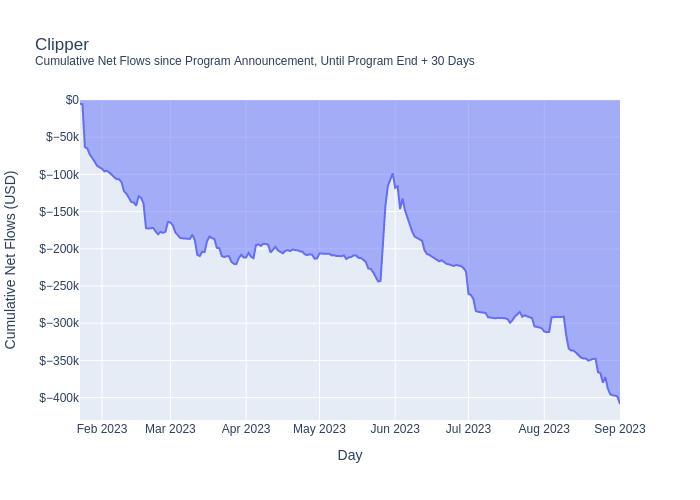 Clipper
Cumulative Net Flows since Program Announcement, Until Program End + 30 Days
Cumulative Net Flows (USD)
$0
$−50k
$−100k
$−150k
$−200k
$−250k
$−300k
$−350k
$−400k
Feb 2023 Mar 2023 Apr 2023 May 2023 Jun 2023 Jul 2023 Aug 2023 Sep 2023
Day